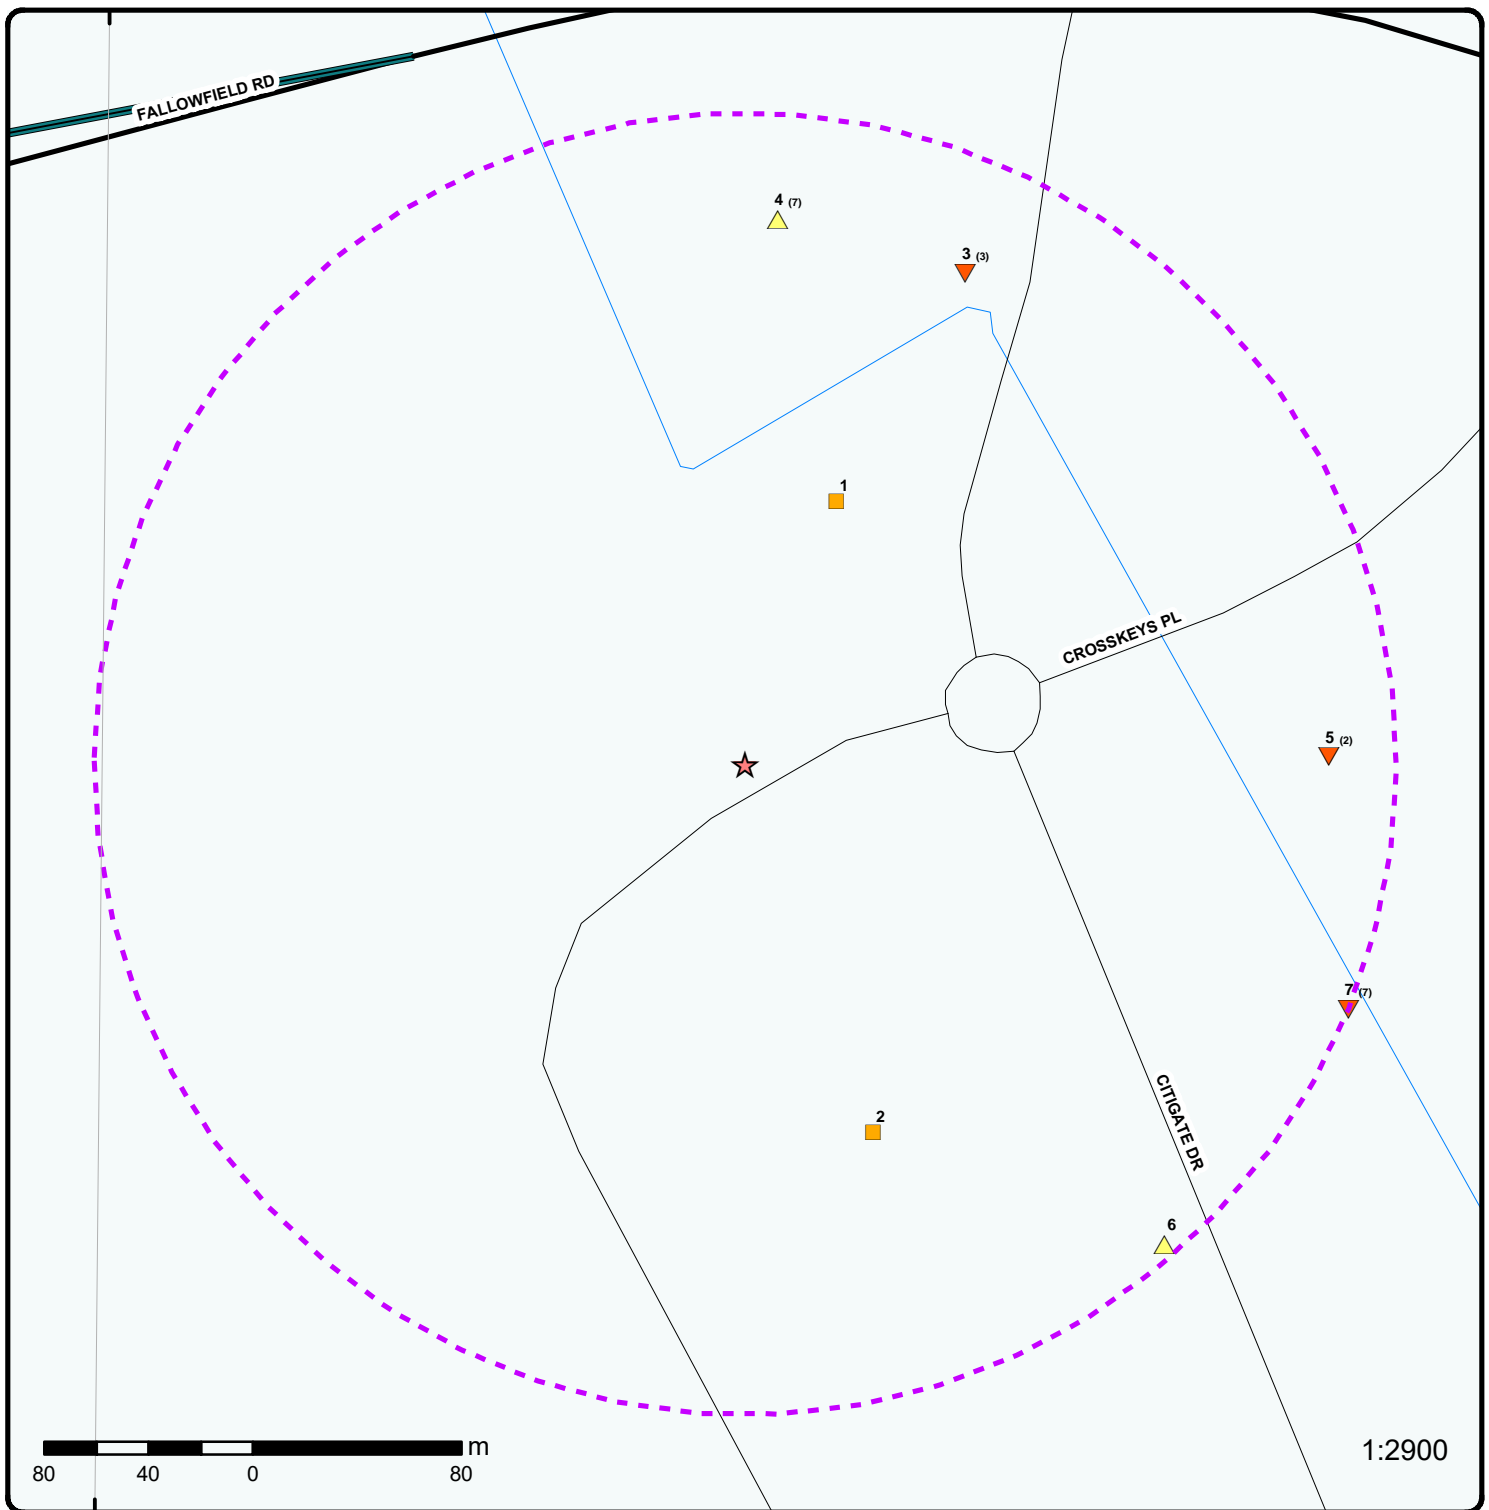 FALLOWFIELD RD
4 (7)
3 (3)
1
CROSSKEYS PL
5 (2)
7 (7)
CITIGATE DR
2
6
m
1:2900
80 40 0 80